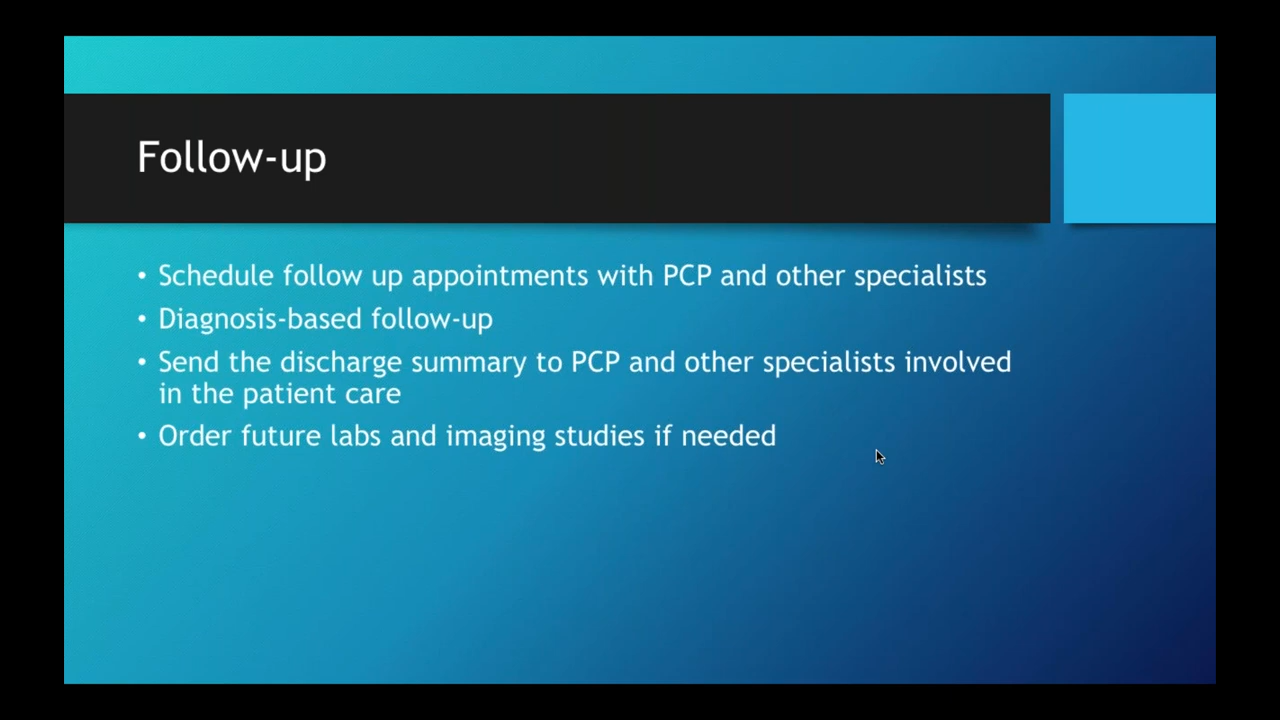 Follow-up
• Schedule follow up appointments with PCP and other specialists
• Diagnosis-based follow-up
• Send the discharge summary to PCP and other specialists involved
in the patient care
• Order future labs and imaging studies if needed